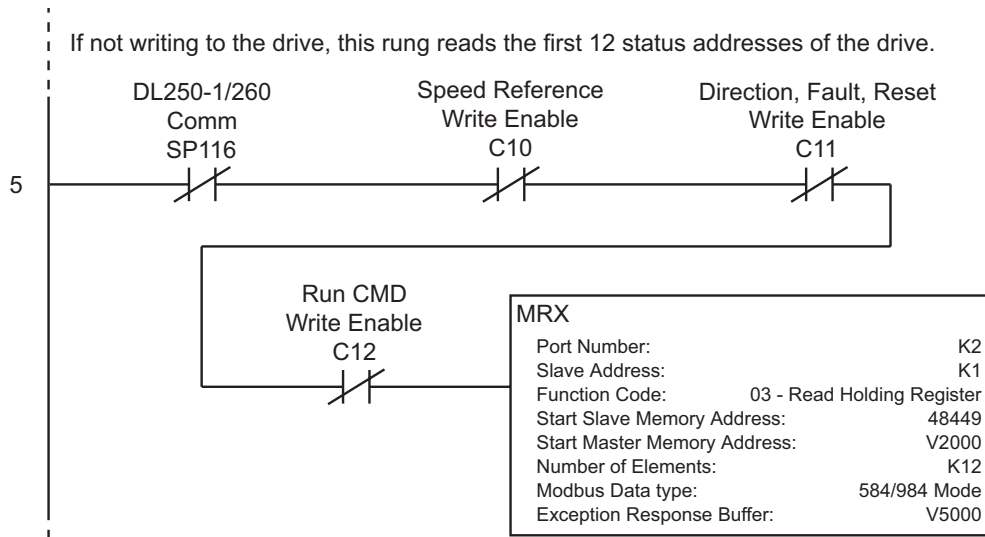 If not writing to the drive, this rung reads the first 12 status addresses of the drive.
DL250-1/260
Comm
SP116
Speed Reference
Write Enable
C10
Direction, Fault, Reset
Write Enable
C11
5
Run CMD
Write Enable
C12
MRX
Port Number: K2
Slave Address: K1
Function Code: 03 - Read Holding Register
Start Slave Memory Address: 48449
Start Master Memory Address: V2000
Number of Elements: K12
Modbus Data type: 584/984 Mode
Exception Response Buffer: V5000